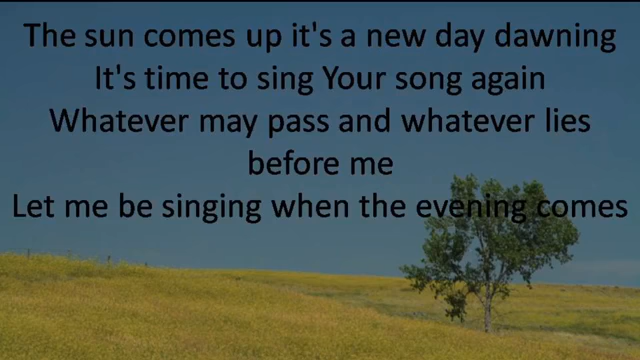 The sun comes up it's a new day dawning
It's time to sing Your song again
Whatever may pass and whatever lies
before me
Let me be singing when the evening comes